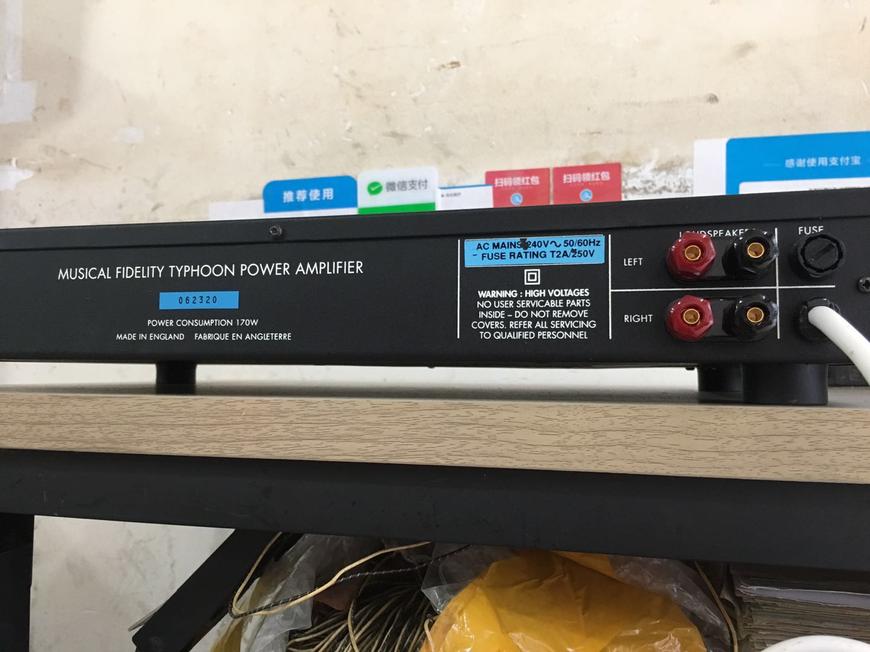 推荐使用
微信支付
扫码领红包
扫码领红包
感谢使用支付宝
MUSICAL FIDELITY TYPHOON POWER AMPLIFIER
062320
POWER CONSUMPTION 170W
MADE IN ENGLAND FABRIQUE EN ANGLETERRE
AC MAINS 240V~ 50/60Hz
- FUSE RATING T2A/250V
WARNING : HIGH VOLTAGES
NO USER SERVICABLE PARTS
INSIDE – DO NOT REMOVE
COVERS. REFER ALL SERVICING
TO QUALIFIED PERSONNEL
LOUDSPEAKER
LEFT
RIGHT
FUSE